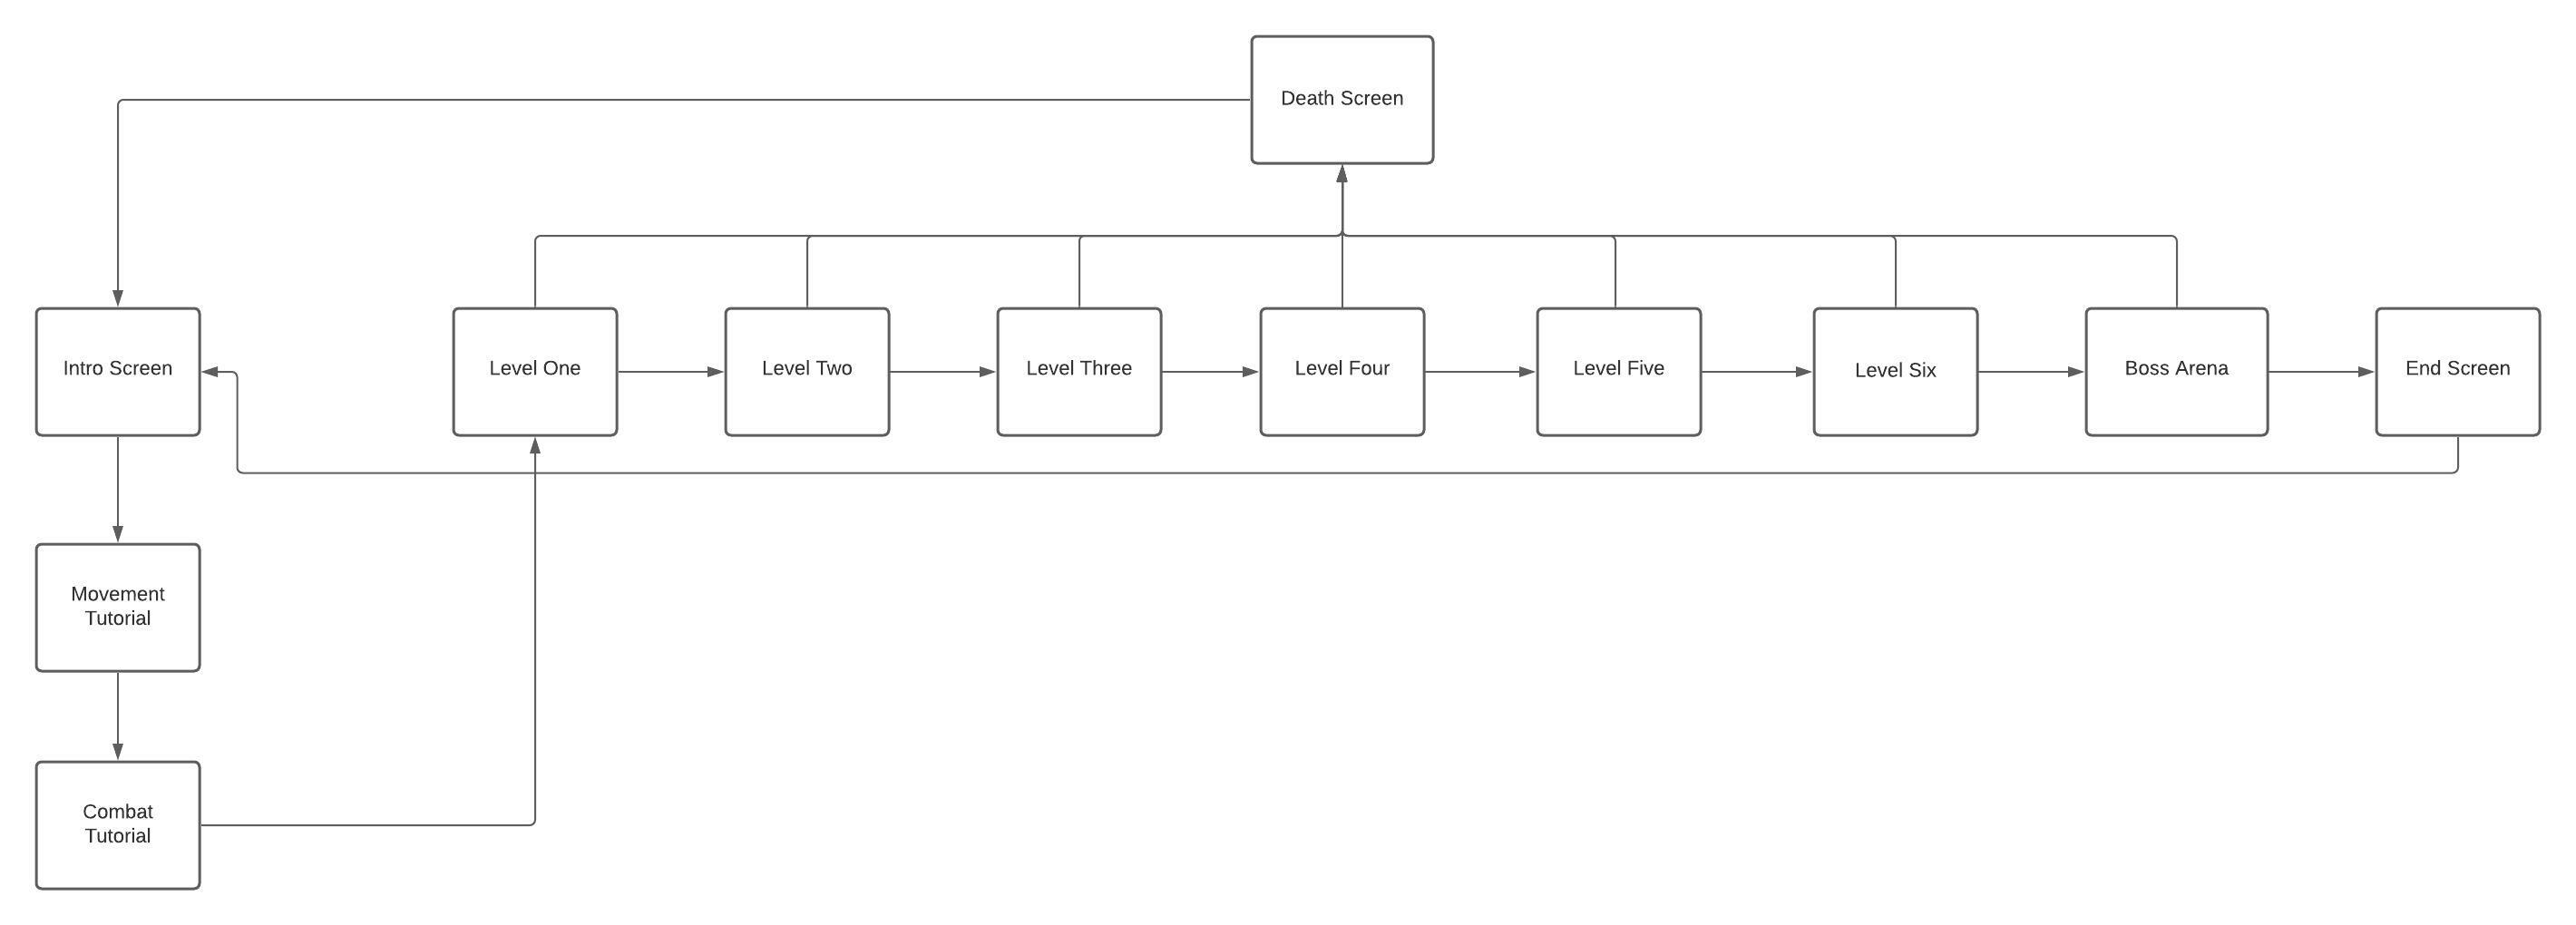 Death Screen
Intro Screen
Level One
Level Two
Level Three
Level Four
Level Five
Level Six
Boss Arena
End Screen
Movement
Tutorial
Combat
Tutorial